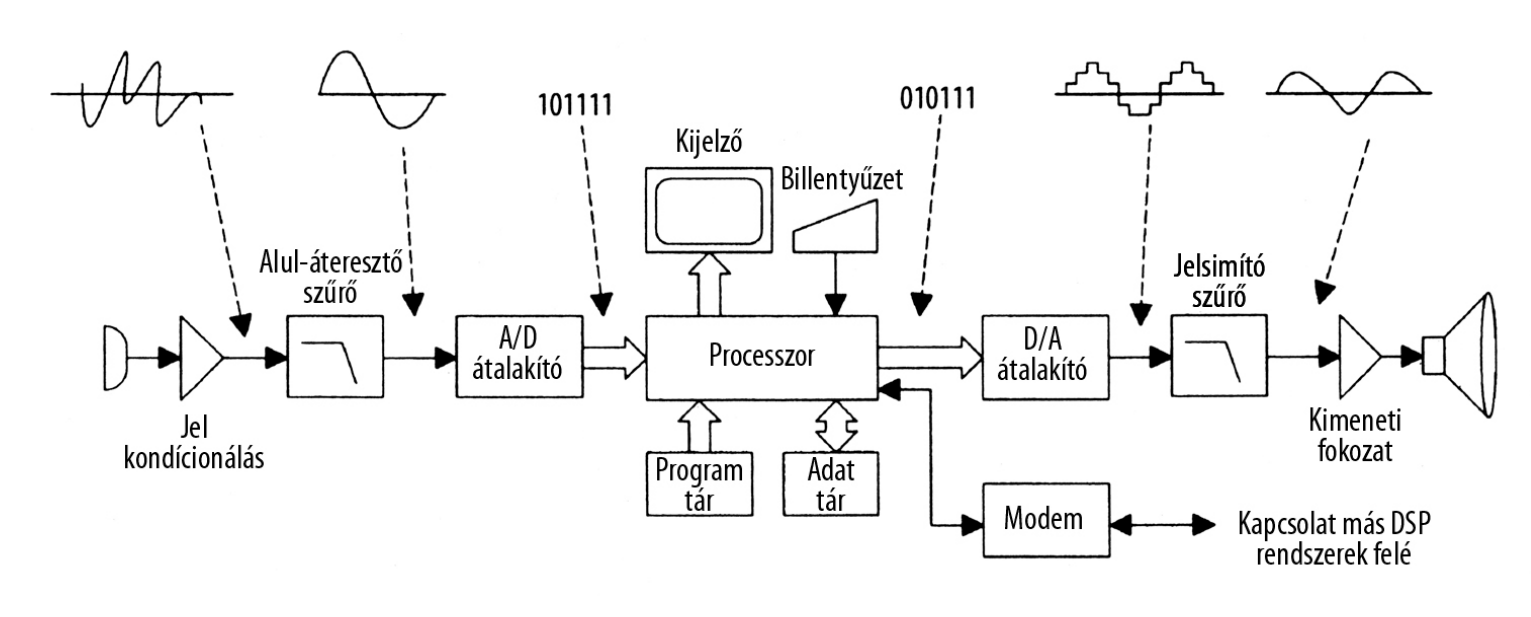 101111
010111
Kijelző
Billentyűzet
Alul-áteresztő
szűrő
Jelsimító
szűrő
A/D
átalakító
Processzor
D/A
átalakító
Jel
kondícionálás
Kimeneti
fokozat
Program
tár
Adat
tár
Modem
Kapcsolat más DSP
rendszerek felé